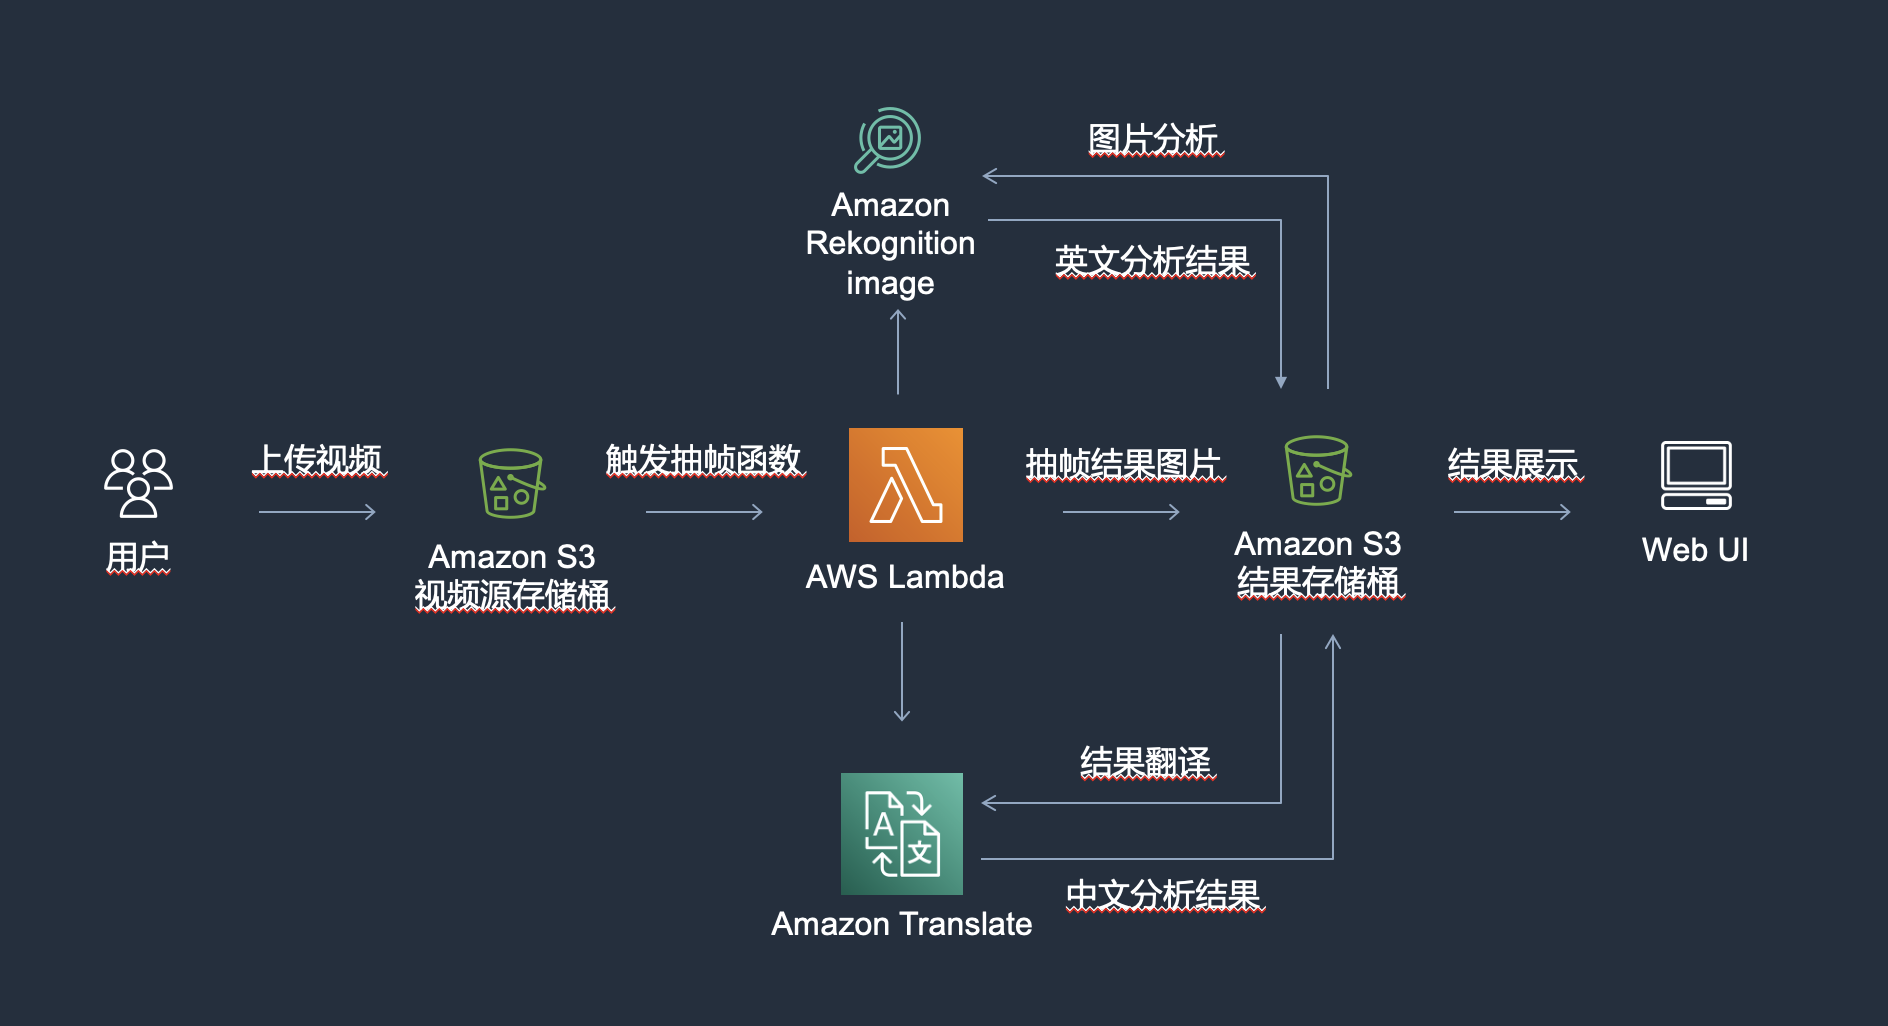 图片分析
Amazon
Rekognition
image
英文分析结果
上传视频
触发抽帧函数
抽帧结果图片
结果展示
用户
Amazon S3
视频源存储桶
AWS Lambda
Amazon S3
结果存储桶
Web UI
结果翻译
A
文
中文分析结果
Amazon Translate